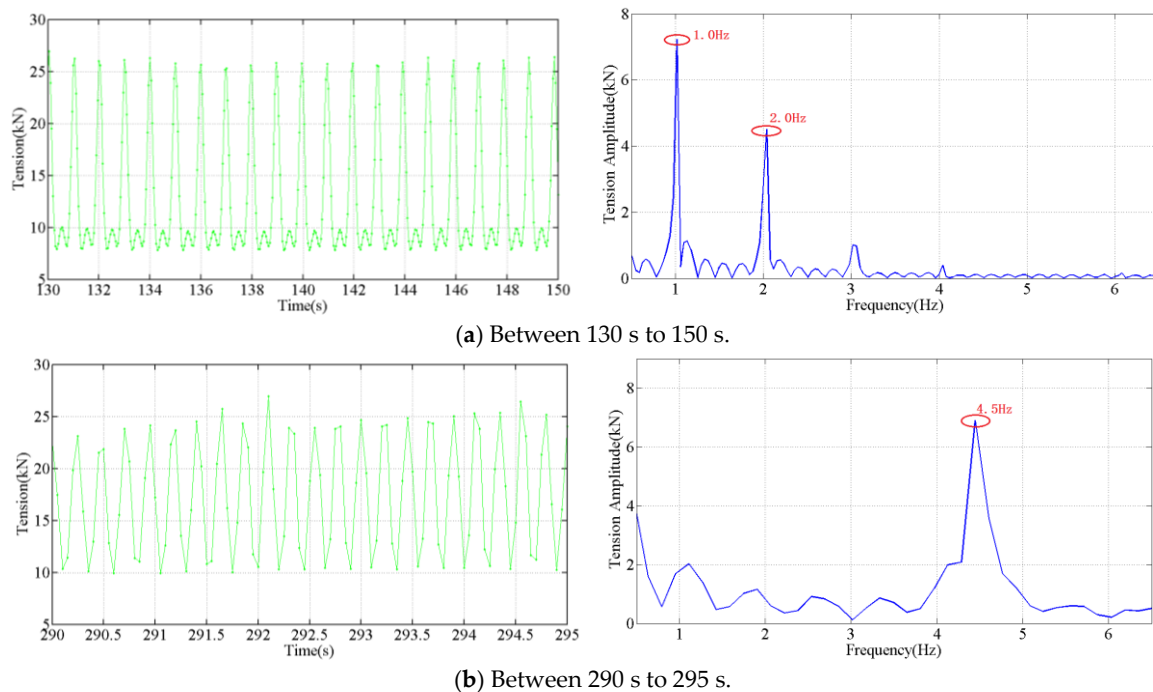 30
25
20
15
10
5
Tension(kN)
130 132 134 136 138 140 142 144 146 148 150
Time(s)
8
6
4
2
0
Tension Amplitude(kN)
1.0Hz
2.0Hz
1 2 3 4 5 6
Frequency(Hz)
(a) Between 130 s to 150 s.
30
25
20
15
10
5
Tension(kN)
290 290.5 291 291.5 292 292.5 293 293.5 294 294.5 295
Time(s)
8
6
4
2
0
Tension Amplitude(kN)
4.5Hz
1 2 3 4 5 6
Frequency(Hz)
(b) Between 290 s to 295 s.